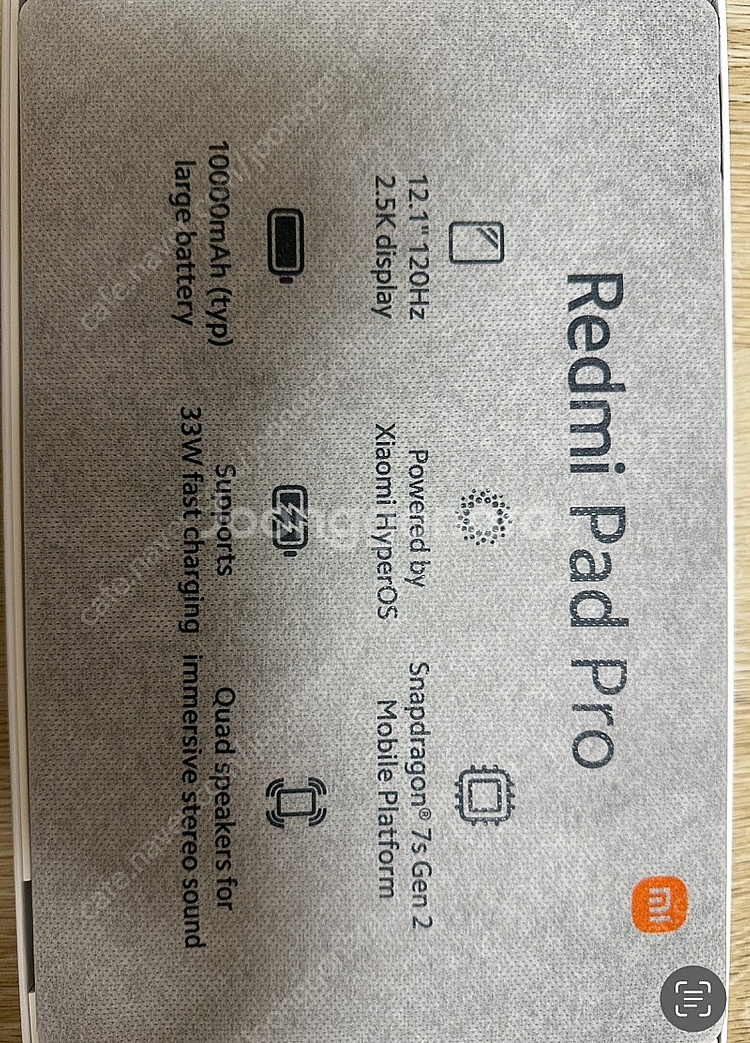 Redmi Pad Pro
mi
12.1" 120Hz
2.5K display
Powered by
Xiaomi HyperOS
Snapdragon® 7s Gen 2
Mobile Platform
10000mAh (typ)
large battery
Supports
33W fast charging
Quad speakers for
immersive stereo sound